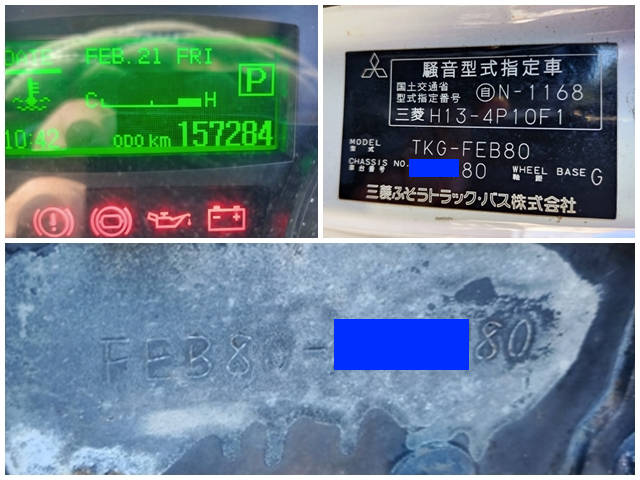 DATE
FEB.21 FRI
P
C H
10:42 ODO km 157284
騒音型式指定車
国土交通省
型式指定番号 自 N-1168
三菱 H13-4P10F1
MODEL
型式 TKG-FEB80
CHASSIS NO.
車台番号 80
WHEEL BASE
軸距 G
三菱ふそうトラック・バス株式会社
FEB80- 80